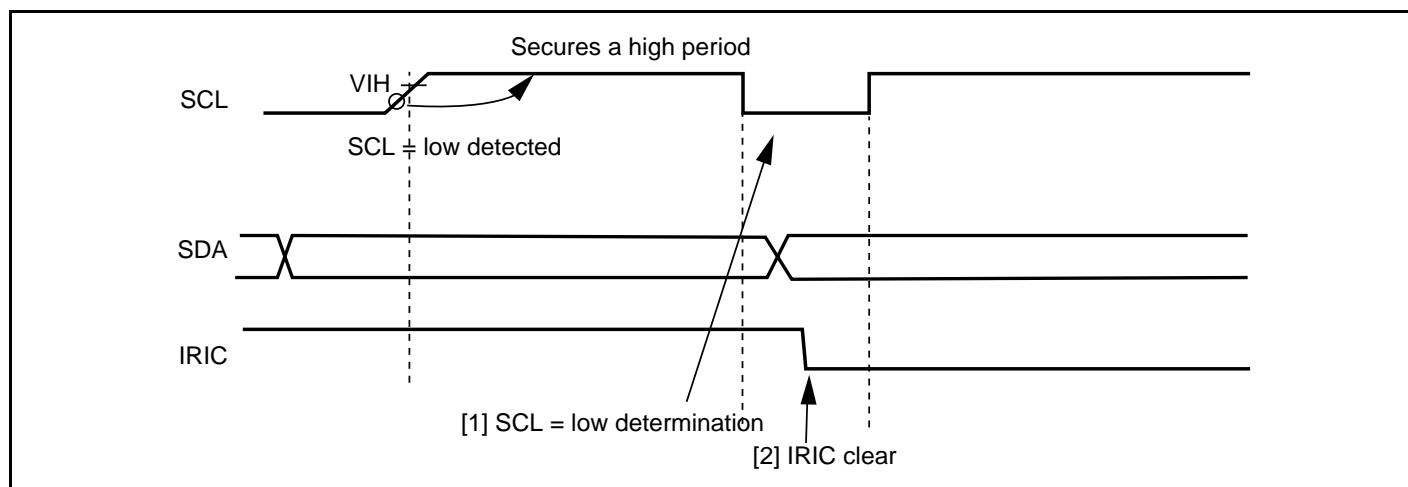 Secures a high period
VIH
SCL
SCL = low detected
SDA
IRIC
[1] SCL = low determination
[2] IRIC clear